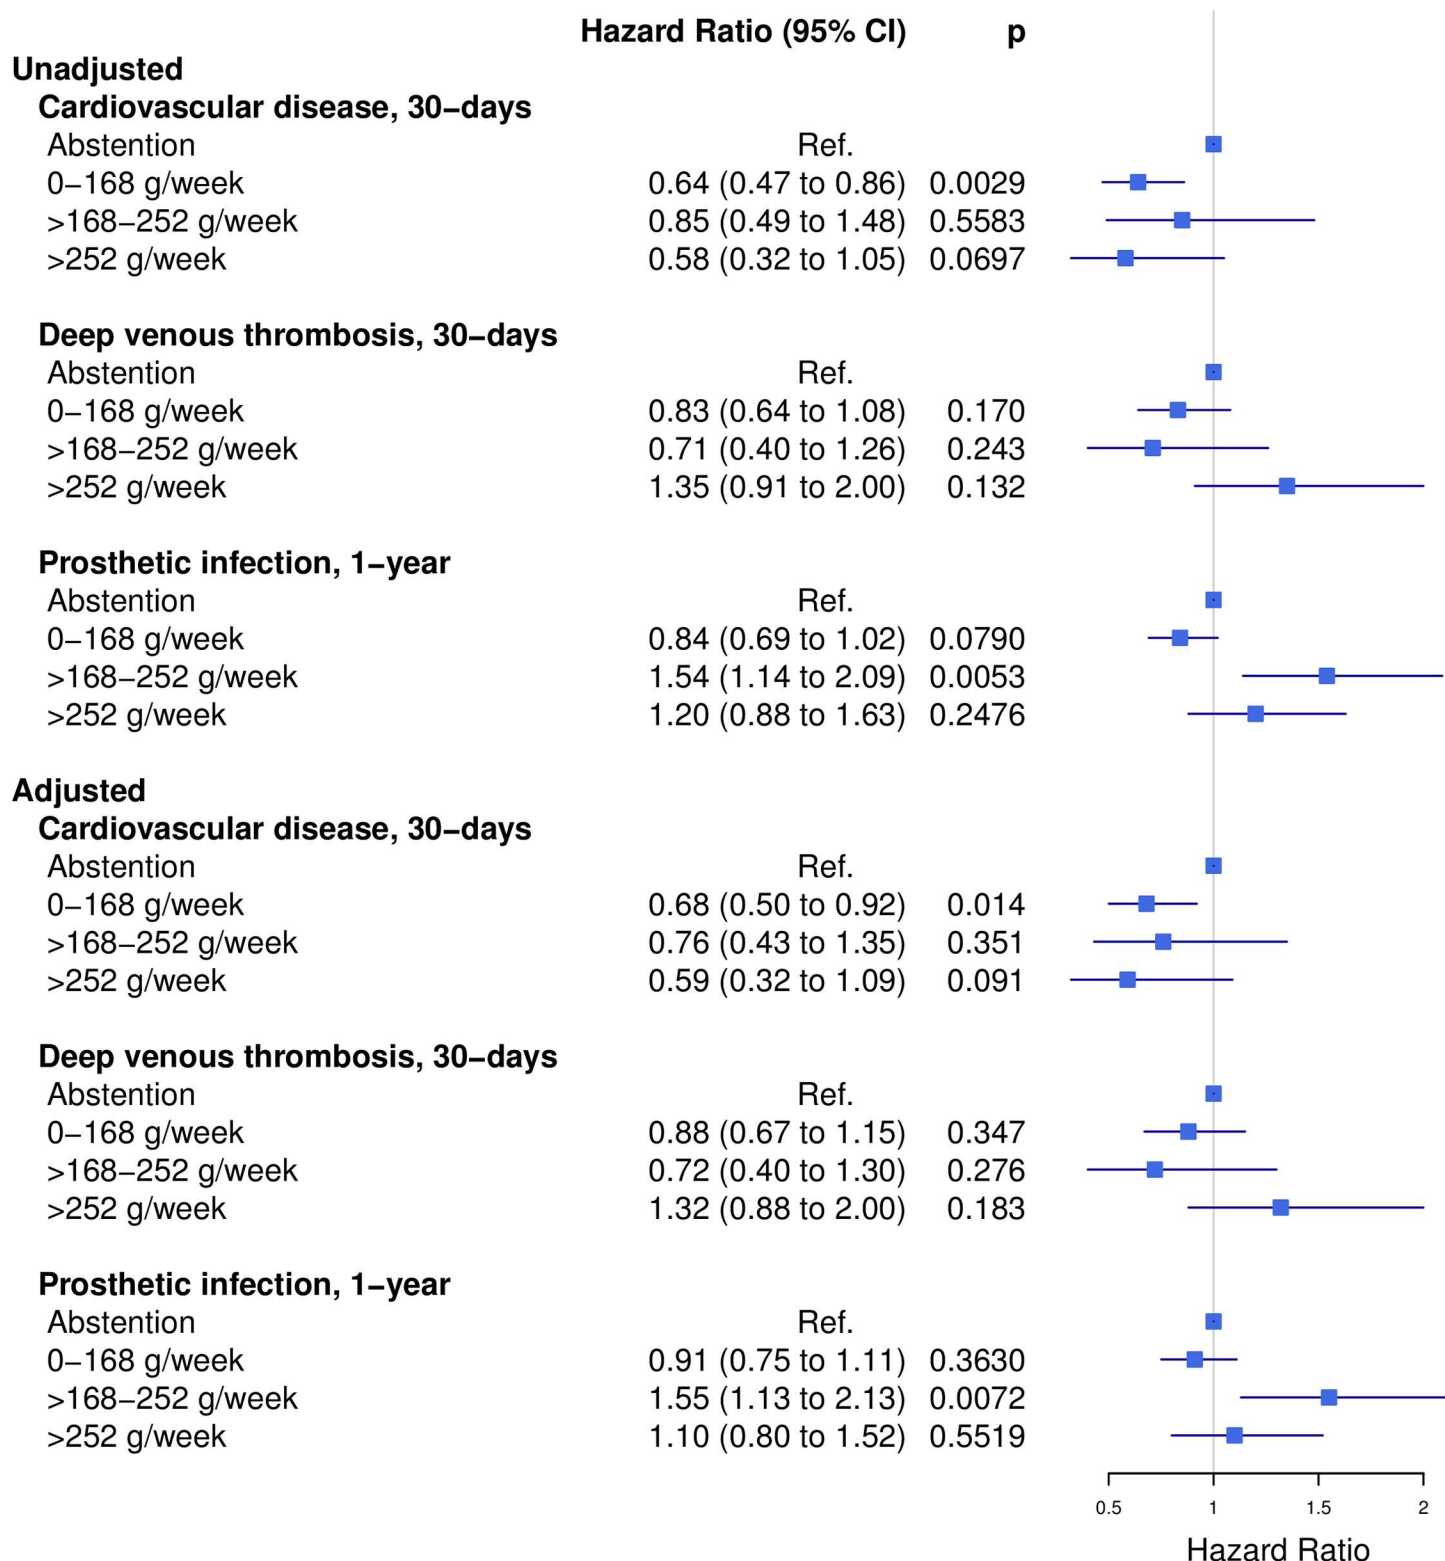 Hazard Ratio (95% CI) p
Unadjusted
Cardiovascular disease, 30–days
Abstention Ref.
0–168 g/week 0.64 (0.47 to 0.86) 0.0029
>168–252 g/week 0.85 (0.49 to 1.48) 0.5583
>252 g/week 0.58 (0.32 to 1.05) 0.0697
Deep venous thrombosis, 30–days
Abstention Ref.
0–168 g/week 0.83 (0.64 to 1.08) 0.170
>168–252 g/week 0.71 (0.40 to 1.26) 0.243
>252 g/week 1.35 (0.91 to 2.00) 0.132
Prosthetic infection, 1–year
Abstention Ref.
0–168 g/week 0.84 (0.69 to 1.02) 0.0790
>168–252 g/week 1.54 (1.14 to 2.09) 0.0053
>252 g/week 1.20 (0.88 to 1.63) 0.2476
Adjusted
Cardiovascular disease, 30–days
Abstention Ref.
0–168 g/week 0.68 (0.50 to 0.92) 0.014
>168–252 g/week 0.76 (0.43 to 1.35) 0.351
>252 g/week 0.59 (0.32 to 1.09) 0.091
Deep venous thrombosis, 30–days
Abstention Ref.
0–168 g/week 0.88 (0.67 to 1.15) 0.347
>168–252 g/week 0.72 (0.40 to 1.30) 0.276
>252 g/week 1.32 (0.88 to 2.00) 0.183
Prosthetic infection, 1–year
Abstention Ref.
0–168 g/week 0.91 (0.75 to 1.11) 0.3630
>168–252 g/week 1.55 (1.13 to 2.13) 0.0072
>252 g/week 1.10 (0.80 to 1.52) 0.5519
0.5 1 1.5 2
Hazard Ratio